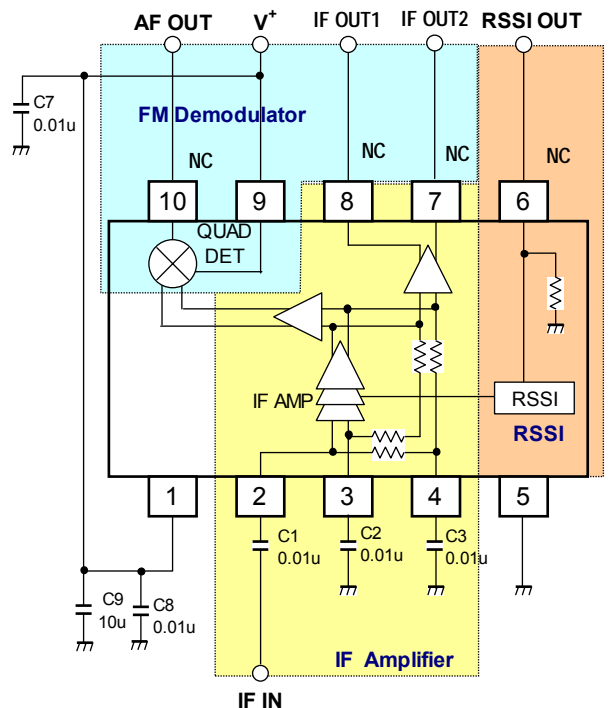 AF OUT V+ IF OUT1 IF OUT2 RSSI OUT
C7
0.01u
FM Demodulator
NC NC NC NC
10 9 8 7 6
QUAD
DET
IF AMP
RSSI
RSSI
1 2 3 4 5
C1
0.01u
C2
0.01u
C3
0.01u
C9
10u
C8
0.01u
IF Amplifier
IF IN